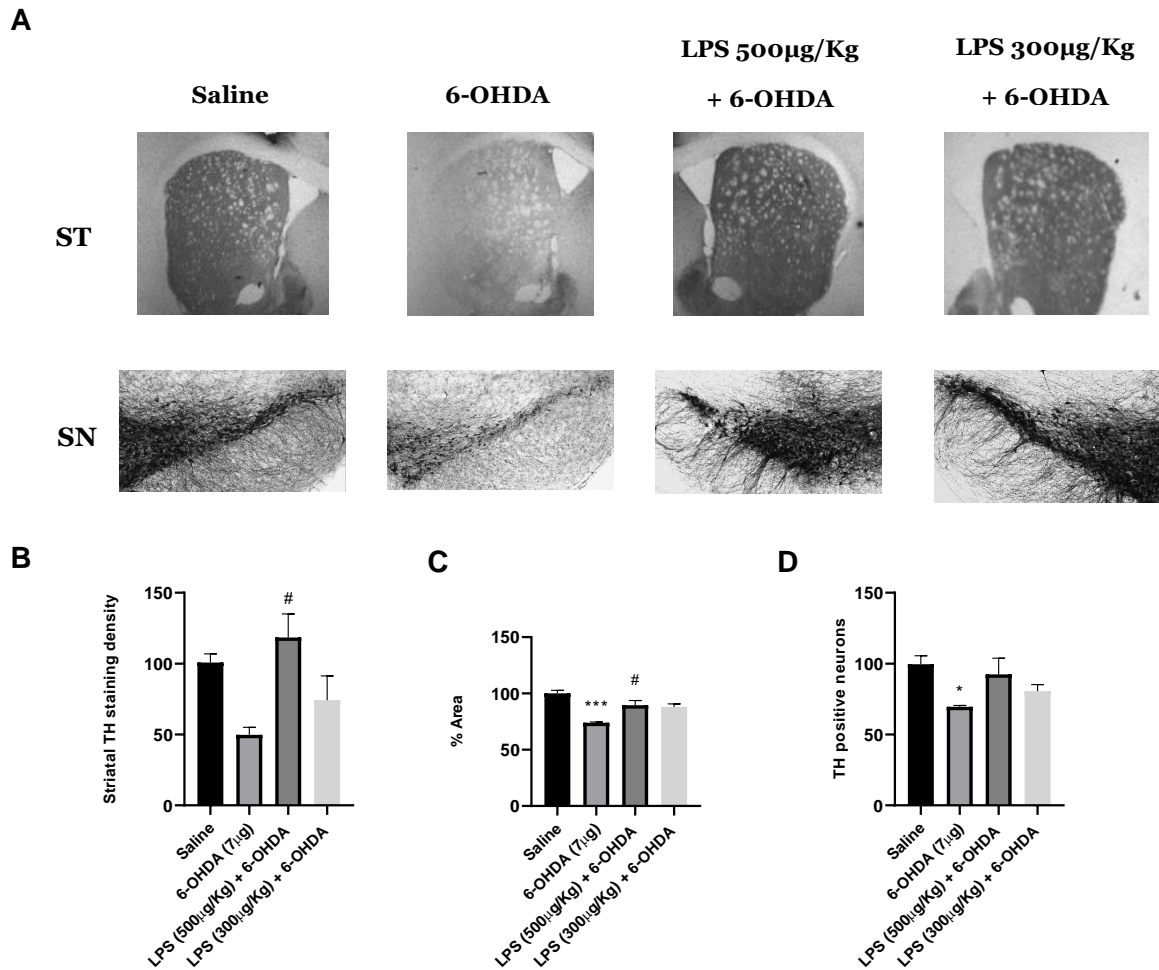 A
Saline
6-OHDA
LPS 500µg/Kg
+ 6-OHDA
LPS 300µg/Kg
+ 6-OHDA
ST
SN
B
Striatal TH staining density
150
100
50
0
#
Saline
6-OHDA (7µg)
LPS (500µg/Kg) + 6-OHDA
LPS (300µg/Kg) + 6-OHDA
C
% Area
150
100
50
0
***
#
Saline
6-OHDA (7µg)
LPS (500µg/Kg) + 6-OHDA
LPS (300µg/Kg) + 6-OHDA
D
TH positive neurons
150
100
50
0
*
Saline
6-OHDA (7µg)
LPS (500µg/Kg) + 6-OHDA
LPS (300µg/Kg) + 6-OHDA